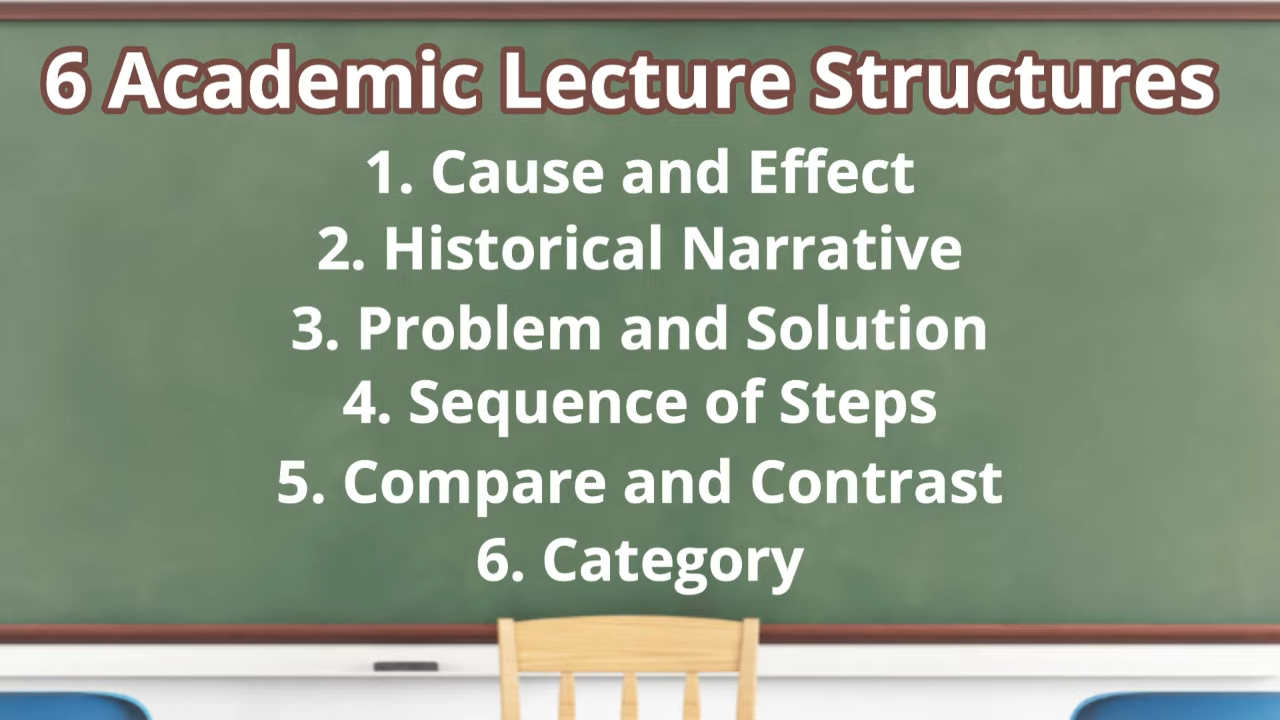 6 Academic Lecture Structures
1. Cause and Effect
2. Historical Narrative
3. Problem and Solution
4. Sequence of Steps
5. Compare and Contrast
6. Category